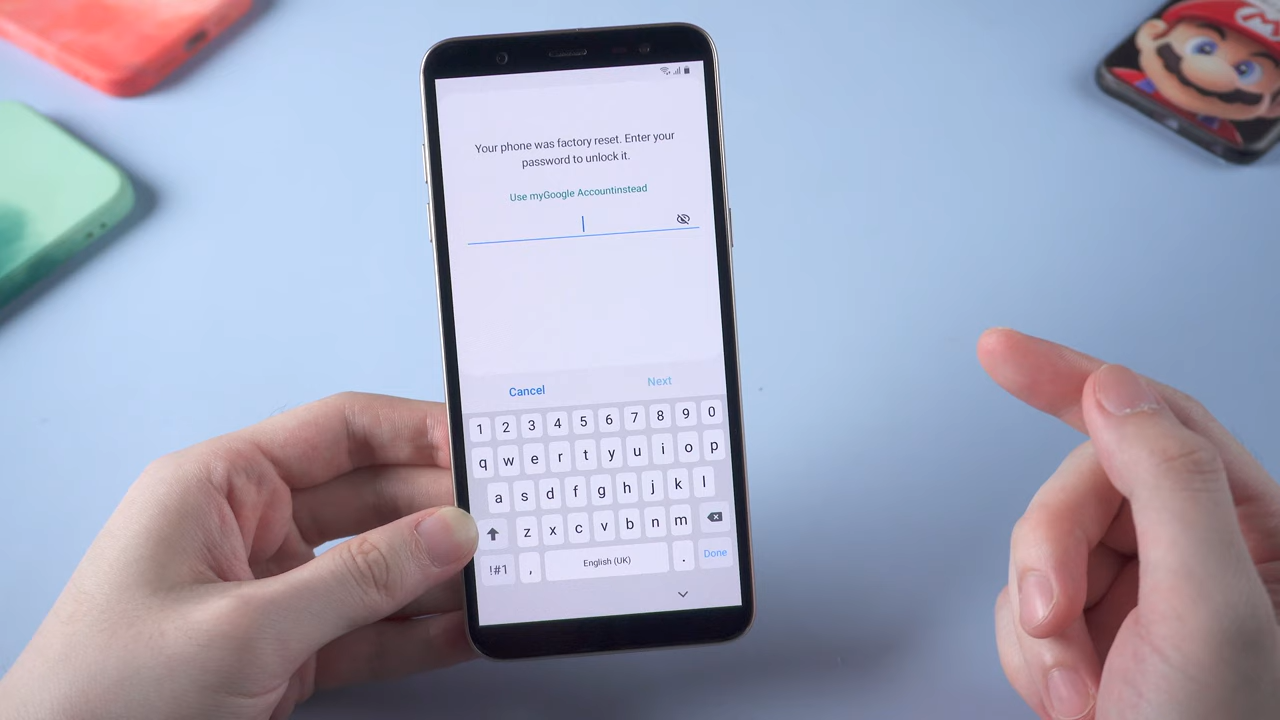 Your phone was factory reset. Enter your
password to unlock it.
Use myGoogle Accountinstead
Cancel Next
1 2 3 4 5 6 7 8 9 0
q w e r t y u i o p
a s d f g h j k l
z x c v b n m
!#1 , English (UK) . Done
M